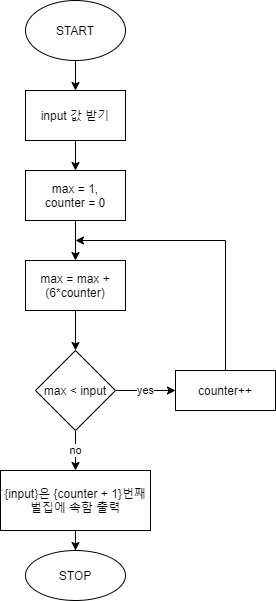 START
input 값 받기
max = 1,
counter = 0
max = max +
(6*counter)
max < input
yes
counter++
no
{input}은 {counter + 1}번째
벌집에 속함 출력
STOP